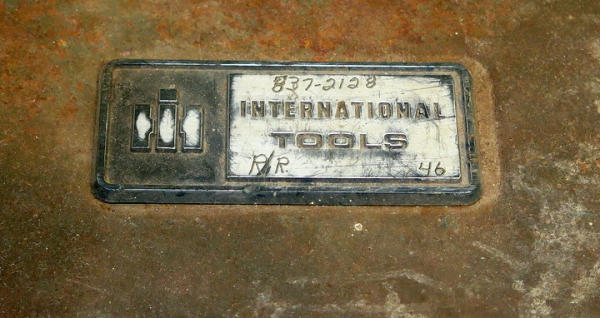 837-2128
INTERNATIONAL
TOOLS
R/R. 46